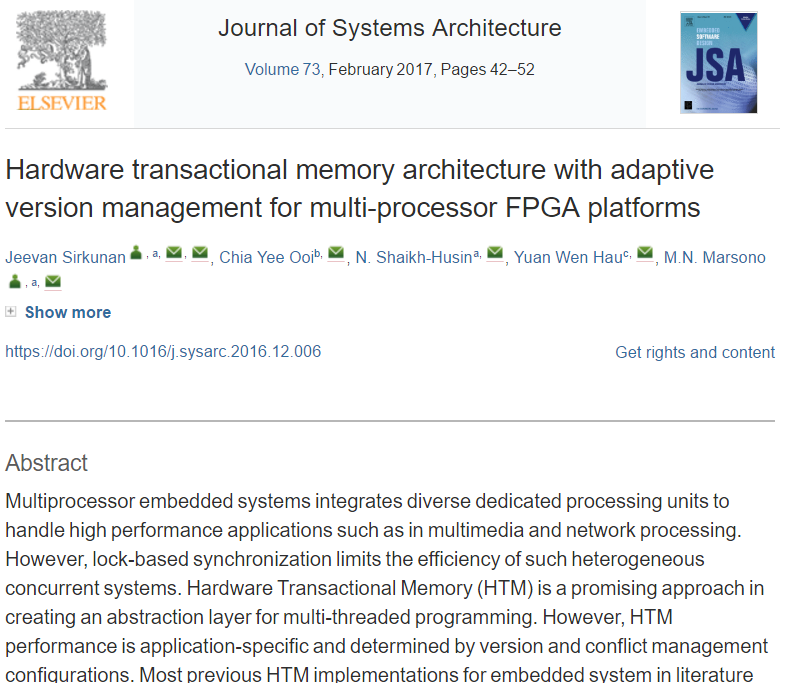 Journal of Systems Architecture
Volume 73, February 2017, Pages 42–52
ELSEVIER
EMBEDDED
SOFTWARE
DESIGN
JSA
Hardware transactional memory architecture with adaptive
version management for multi-processor FPGA platforms
Jeevan Sirkunan , a, , , Chia Yee Ooi b, , N. Shaikh-Husin a, , Yuan Wen Hau c, , M.N. Marsono
, a,
Show more
https://doi.org/10.1016/j.sysarc.2016.12.006
Get rights and content
Abstract
Multiprocessor embedded systems integrates diverse dedicated processing units to
handle high performance applications such as in multimedia and network processing.
However, lock-based synchronization limits the efficiency of such heterogeneous
concurrent systems. Hardware Transactional Memory (HTM) is a promising approach in
creating an abstraction layer for multi-threaded programming. However, HTM
performance is application-specific and determined by version and conflict management
configurations. Most previous HTM implementations for embedded system in literature